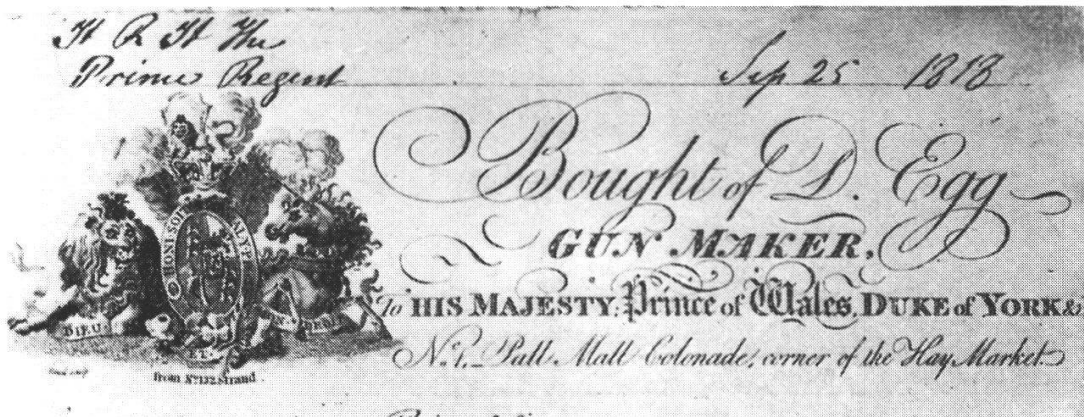 H R H The
Prince Regent
Sep 25 1818
Bought of D. Egg
GUN MAKER,
To HIS MAJESTY, Prince of Wales, DUKE of YORK &c
No. 1, Pall Mall Colonade, corner of the Hay Market
HONI SOIT MAL Y P
DIEU ET
from No. 132, Strand